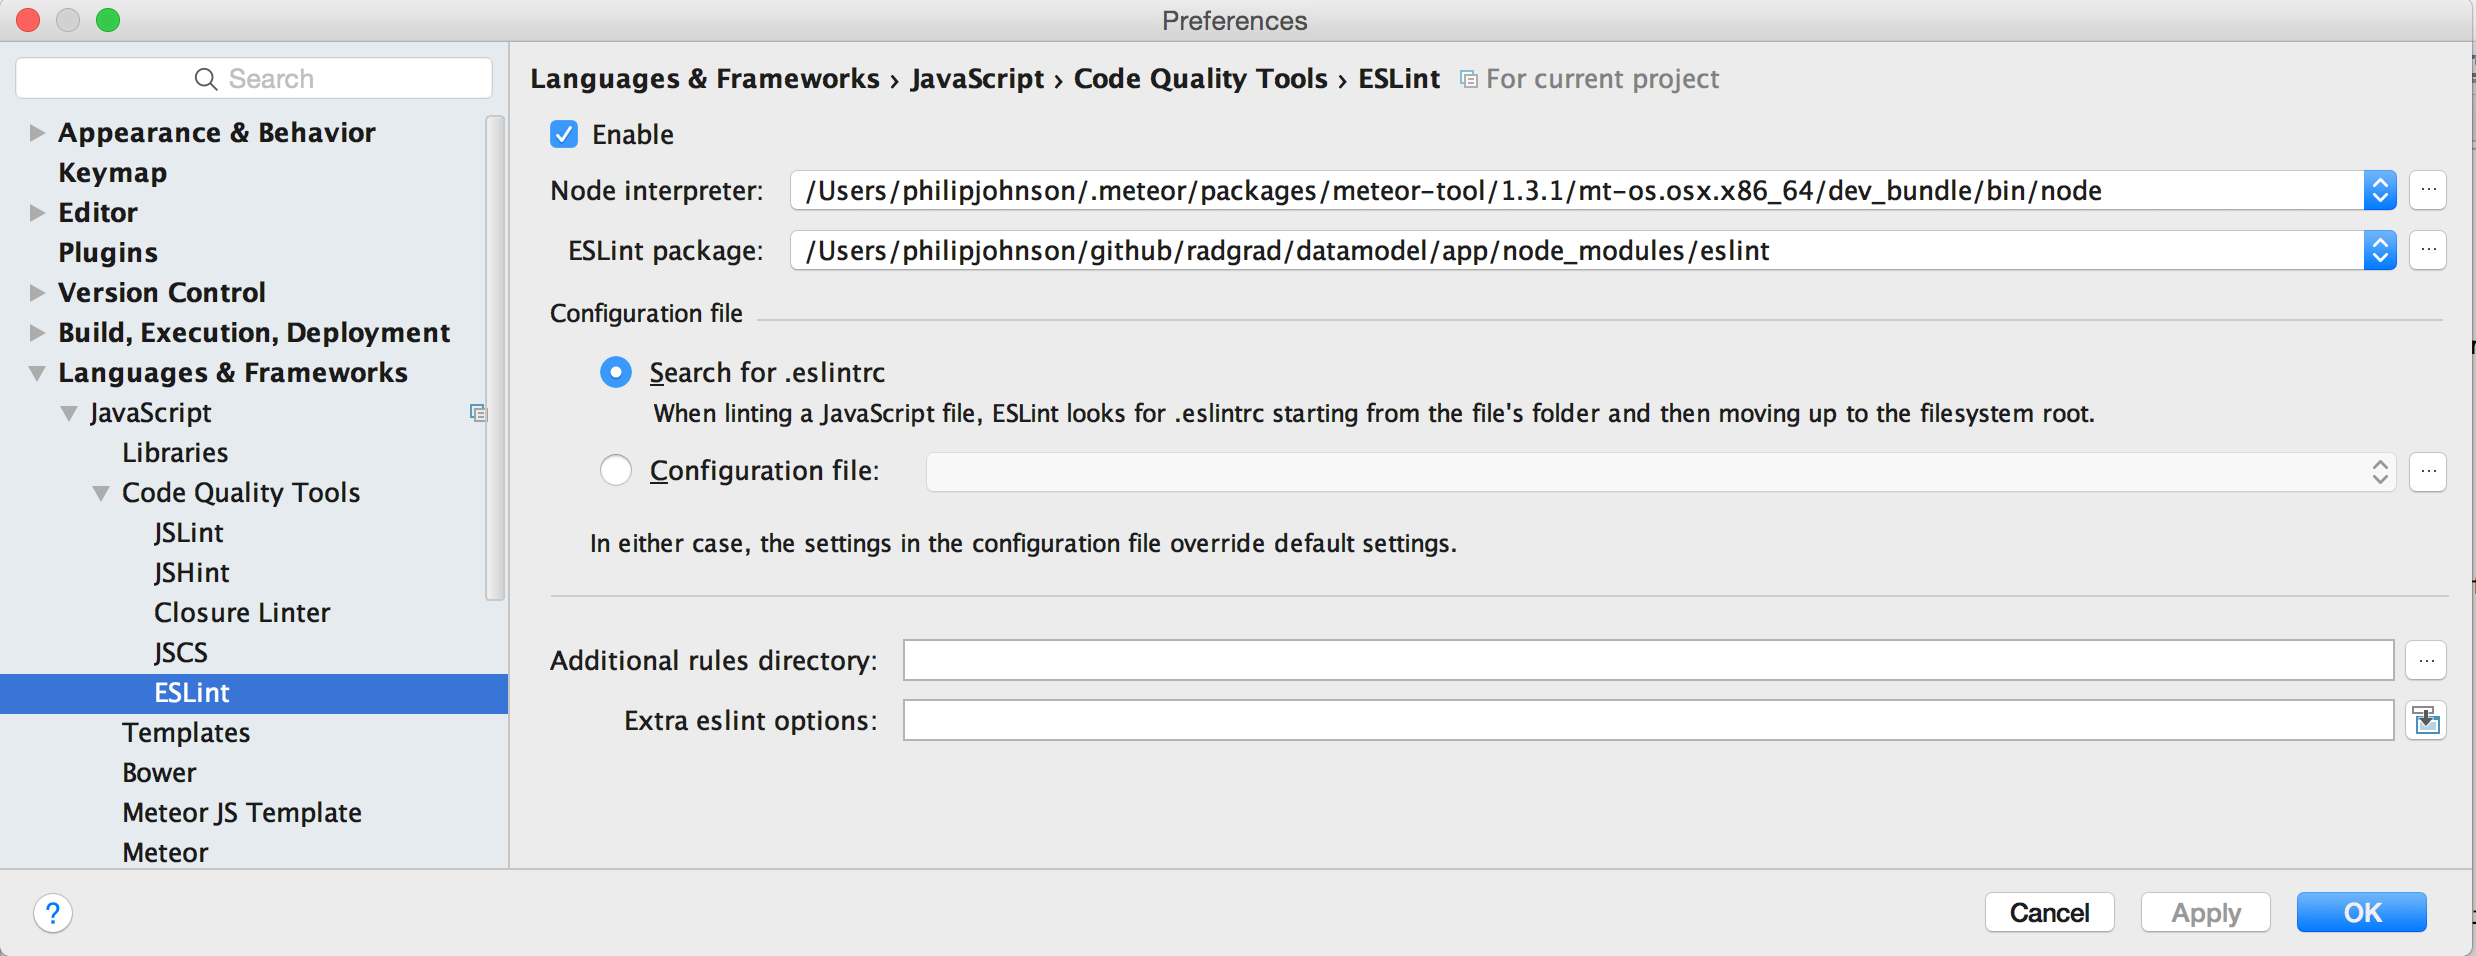 Preferences
Search
Appearance & Behavior
Keymap
Editor
Plugins
Version Control
Build, Execution, Deployment
Languages & Frameworks
JavaScript
Libraries
Code Quality Tools
JSLint
JSHint
Closure Linter
JSCS
ESLint
Templates
Bower
Meteor JS Template
Meteor
Languages & Frameworks › JavaScript › Code Quality Tools › ESLint For current project
Enable
Node interpreter: /Users/philipjohnson/.meteor/packages/meteor-tool/1.3.1/mt-os.osx.x86_64/dev_bundle/bin/node ...
ESLint package: /Users/philipjohnson/github/radgrad/datamodel/app/node_modules/eslint ...
Configuration file
Search for .eslintrc
When linting a JavaScript file, ESLint looks for .eslintrc starting from the file's folder and then moving up to the filesystem root.
Configuration file: ...
In either case, the settings in the configuration file override default settings.
Additional rules directory: ...
Extra eslint options:
? Cancel Apply OK